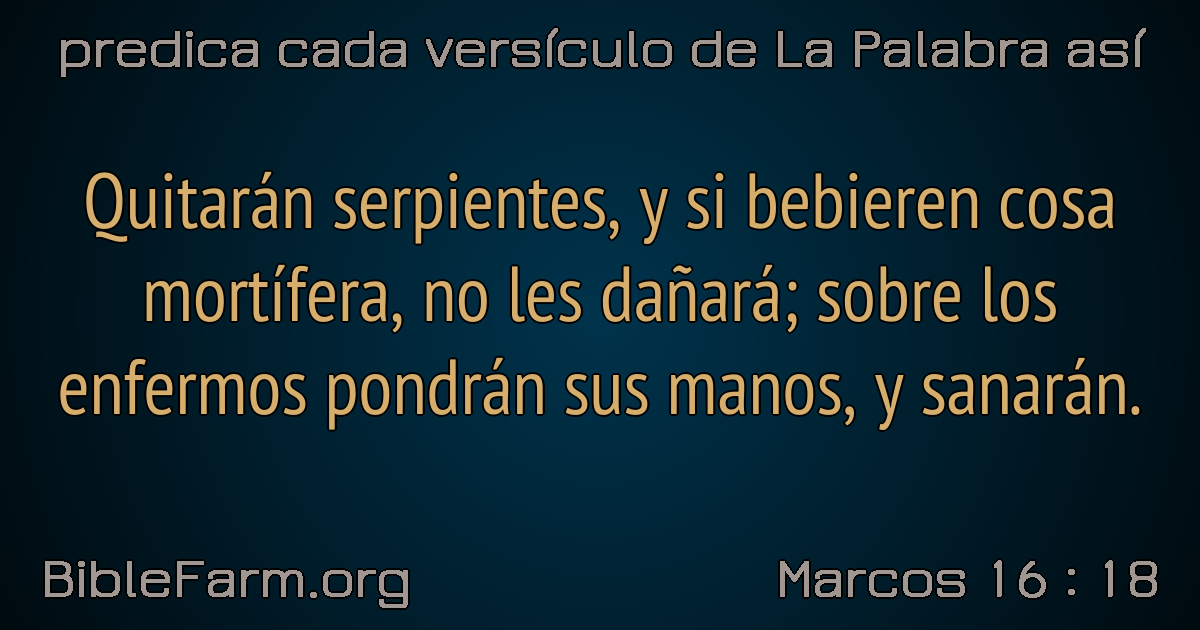 predica cada versículo de La Palabra así
Quitarán serpientes, y si bebieren cosa
mortífera, no les dañará; sobre los
enfermos pondrán sus manos, y sanarán.
BibleFarm.org
Marcos 16 : 18